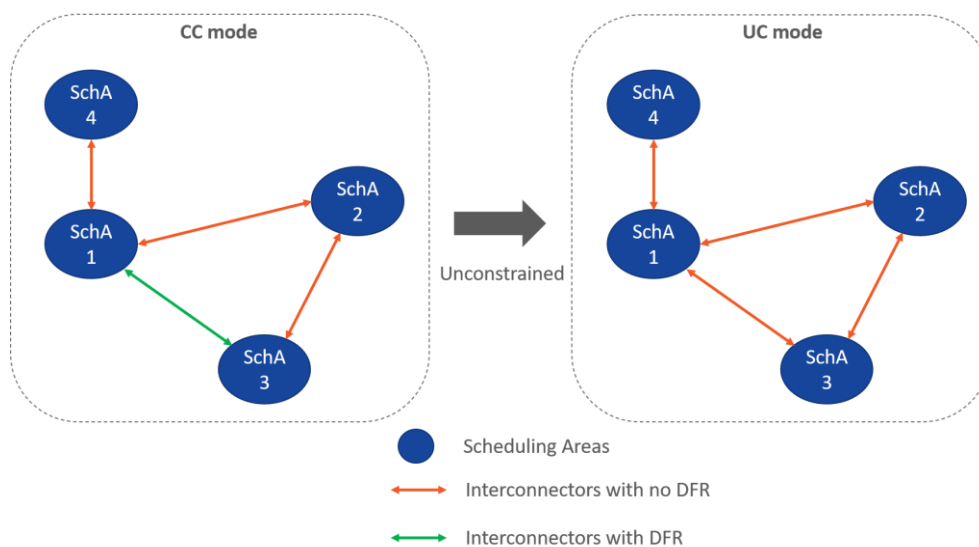 CC mode
SchA
4
SchA
2
SchA
1
SchA
3
Unconstrained
UC mode
SchA
4
SchA
2
SchA
1
SchA
3
Scheduling Areas
Interconnectors with no DFR
Interconnectors with DFR